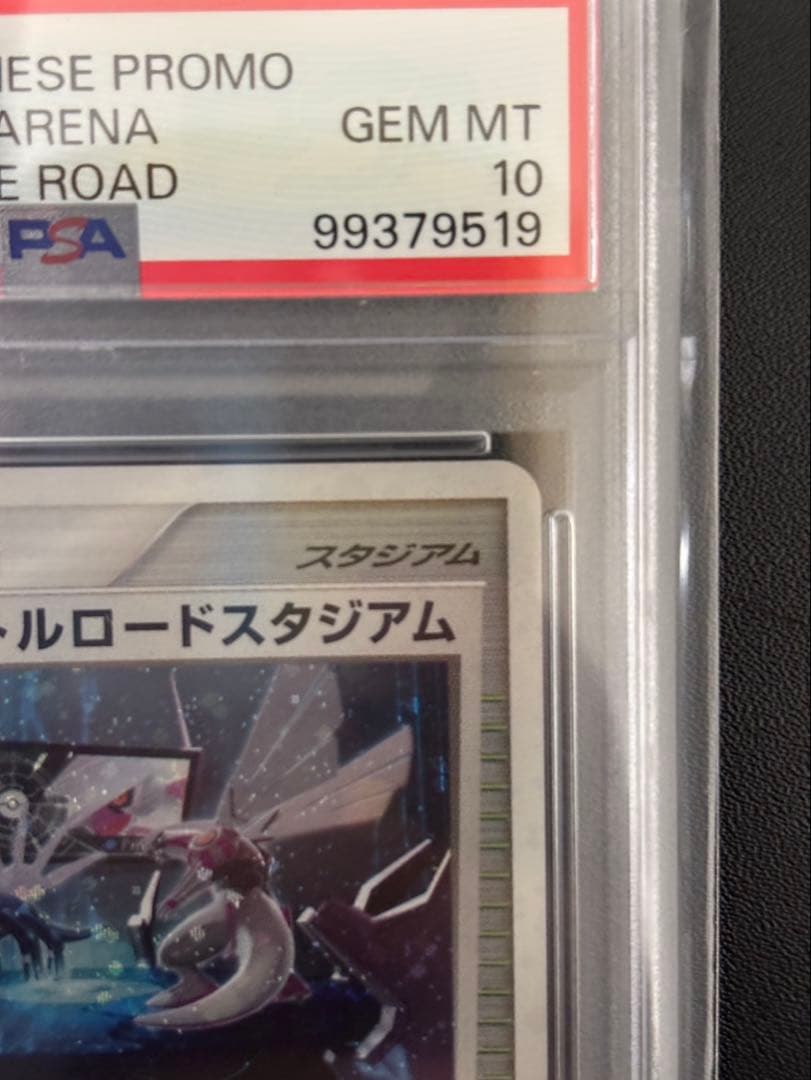 ESE PROMO
ARENA GEM MT
E ROAD 10
PSA 99379519
スタジアム
トルロードスタジアム